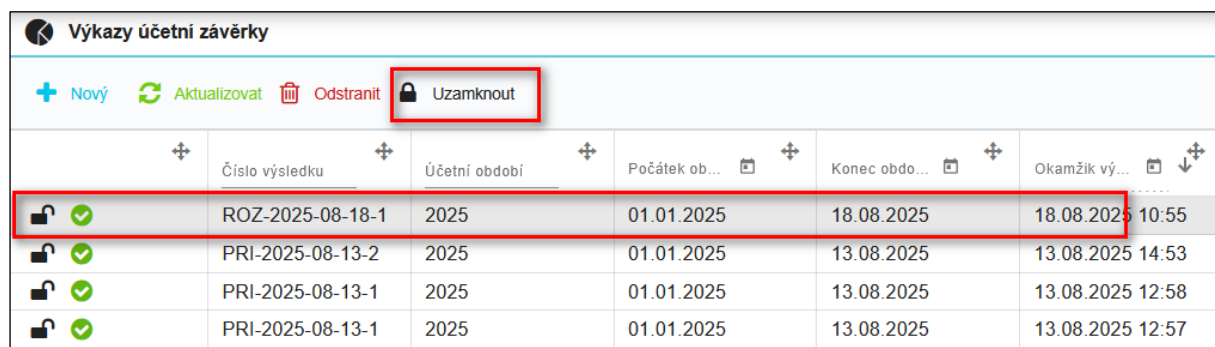 Výkazy účetní závěrky
Nový Aktualizovat Odstranit Uzamknout
Číslo výsledku Účetní období Počátek ob... Konec obdo... Okamžik vý...
ROZ-2025-08-18-1 2025 01.01.2025 18.08.2025 18.08.2025 10:55
PRI-2025-08-13-2 2025 01.01.2025 13.08.2025 13.08.2025 14:53
PRI-2025-08-13-1 2025 01.01.2025 13.08.2025 13.08.2025 12:58
PRI-2025-08-13-1 2025 01.01.2025 13.08.2025 13.08.2025 12:57